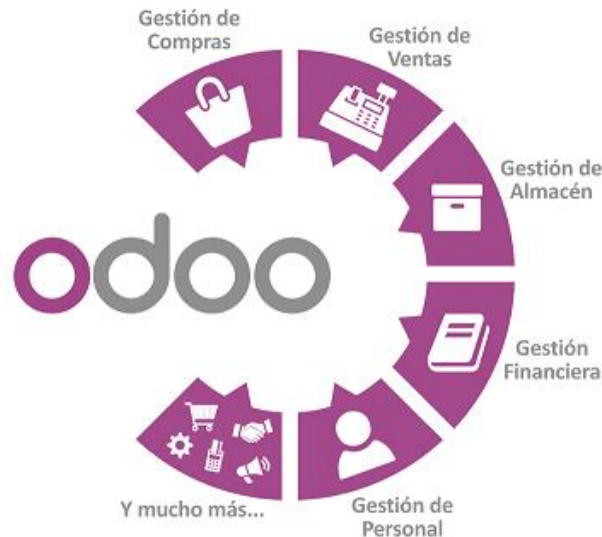 Gestión de
Compras
Gestión de
Ventas
Gestión de
Almacén
odoo
Gestión
Financiera
Gestión de
Personal
Y mucho más...